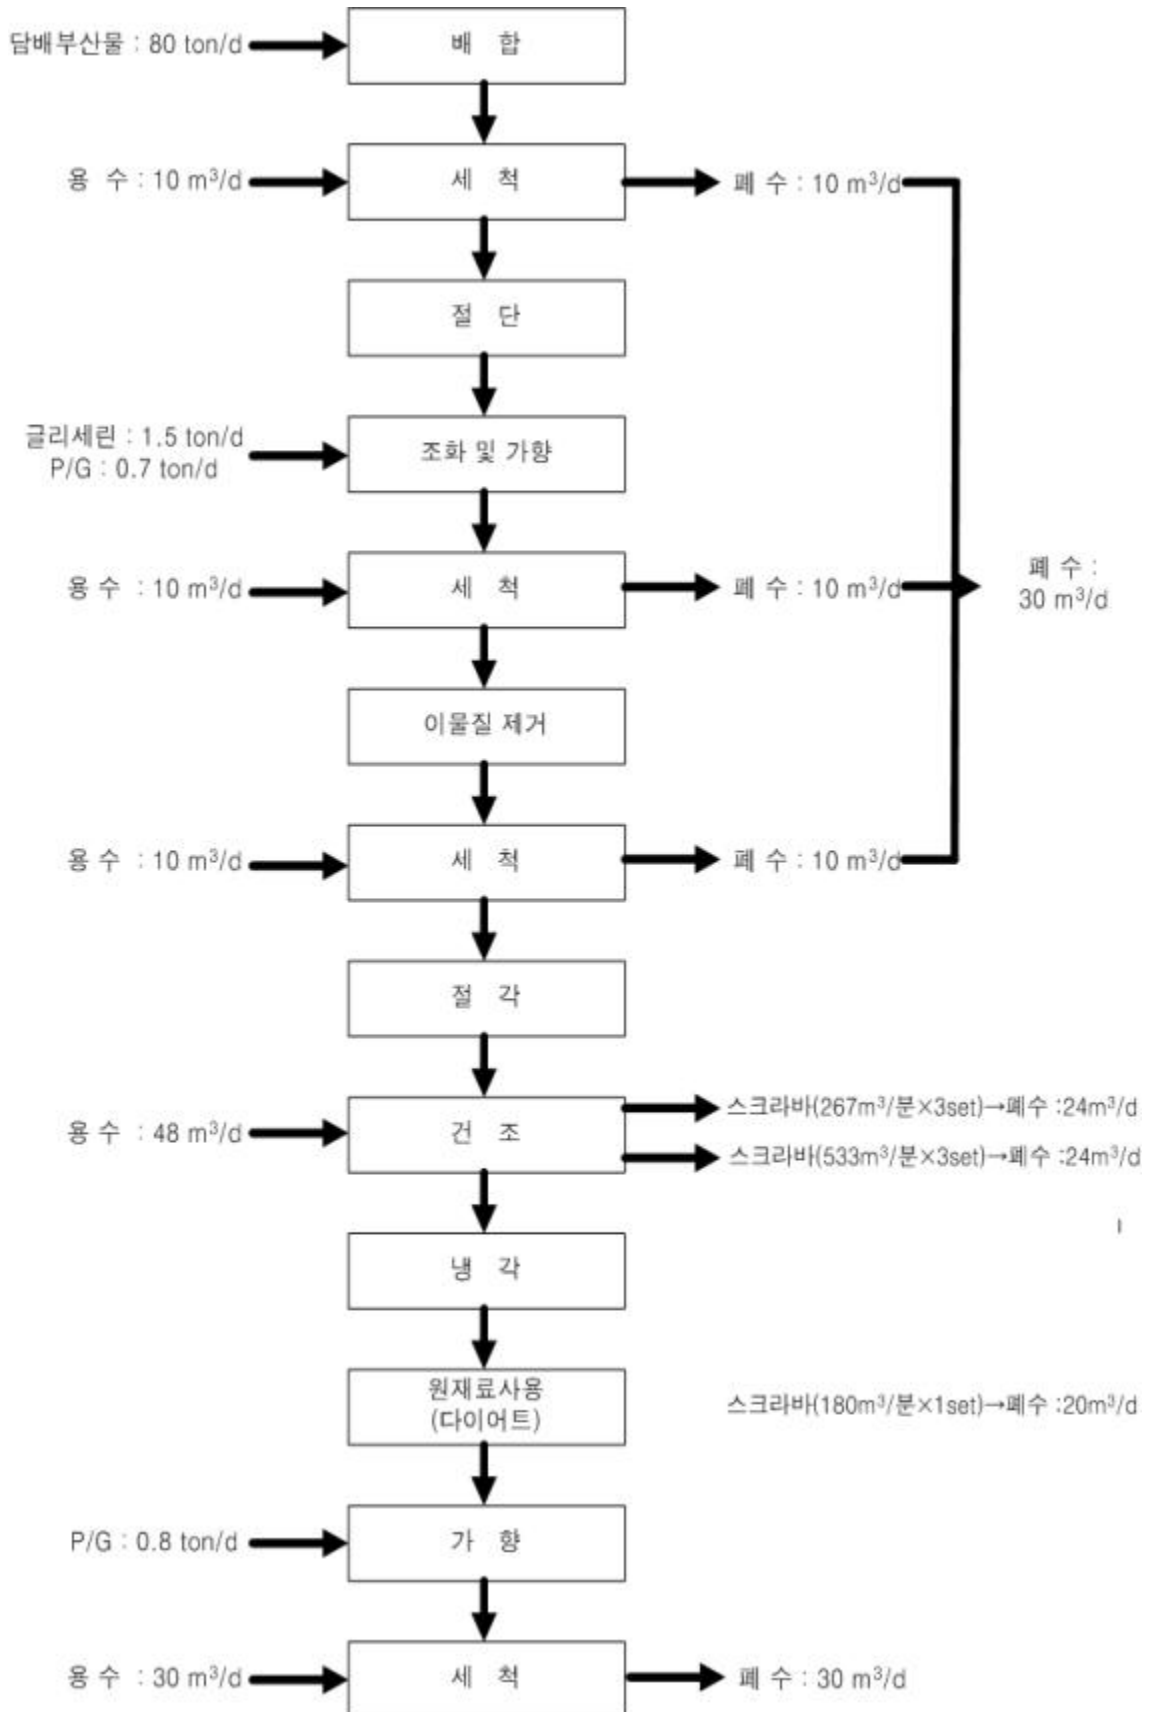 담배부산물 : 80 ton/d
배 합
용 수 : 10 m³/d
세 척
폐 수 : 10 m³/d
절 단
글리세린 : 1.5 ton/d
P/G : 0.7 ton/d
조화 및 가향
용 수 : 10 m³/d
세 척
폐 수 : 10 m³/d
폐 수 :
30 m³/d
이물질 제거
용 수 : 10 m³/d
세 척
폐 수 : 10 m³/d
절 각
용 수 : 48 m³/d
건 조
스크라바(267m³/분×3set)→폐수 :24m³/d
스크라바(533m³/분×3set)→폐수 :24m³/d
냉 각
원재료사용
(다이어트)
스크라바(180m³/분×1set)→폐수 :20m³/d
P/G : 0.8 ton/d
가 향
용 수 : 30 m³/d
세 척
폐 수 : 30 m³/d